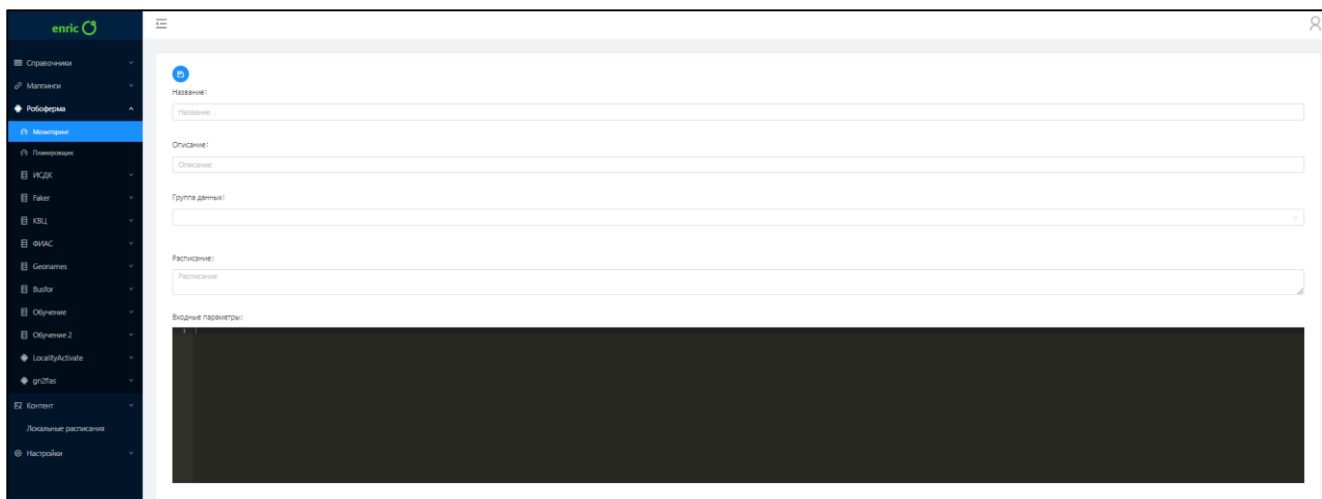 enric
Справочники
Маппинги
Робоферма
Мониторинг
Планировщик
ИСДК
Faker
КВЦ
ФИАС
Geonames
Busfor
Обучение
Обучение 2
LocalityActivate
gn2fias
Контент
Локальные расписания
Настройки
Название:
Название
Описание:
Описание
Группа данных:
Расписание:
Расписание
Входные параметры:
1